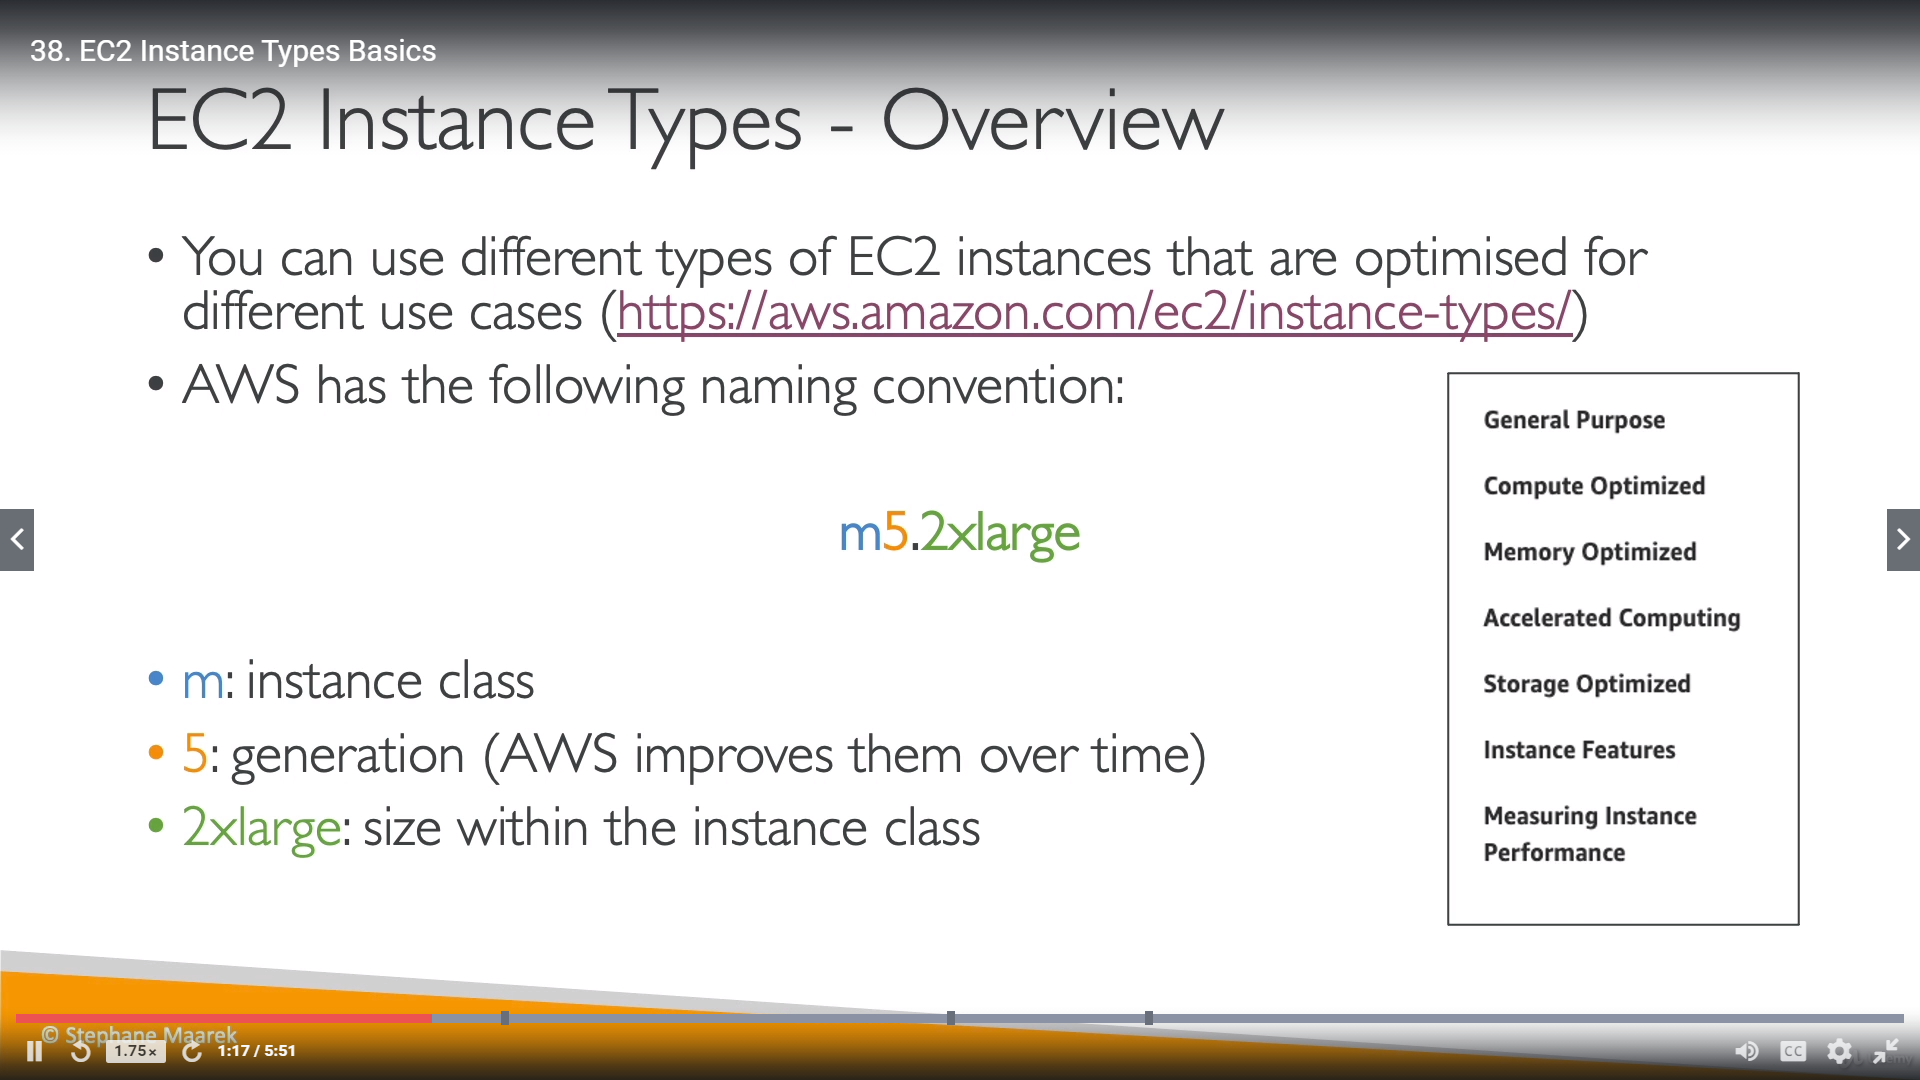 38. EC2 Instance Types Basics
EC2 Instance Types - Overview
• You can use different types of EC2 instances that are optimised for
different use cases (https://aws.amazon.com/ec2/instance-types/)
• AWS has the following naming convention:
m5.2xlarge
• m: instance class
• 5: generation (AWS improves them over time)
• 2xlarge: size within the instance class
General Purpose
Compute Optimized
Memory Optimized
Accelerated Computing
Storage Optimized
Instance Features
Measuring Instance
Performance
© Stephane Maarek
1.75x
1:17 / 5:51
CC